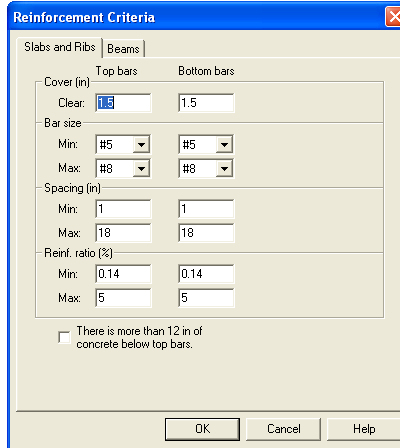 Reinforcement Criteria
Slabs and Ribs Beams
Top bars Bottom bars
Cover (in)
Clear: 1.5 1.5
Bar size
Min: #5 #5
Max: #8 #8
Spacing (in)
Min: 1 1
Max: 18 18
Reinf. ratio (%)
Min: 0.14 0.14
Max: 5 5
There is more than 12 in of
concrete below top bars.
OK Cancel Help